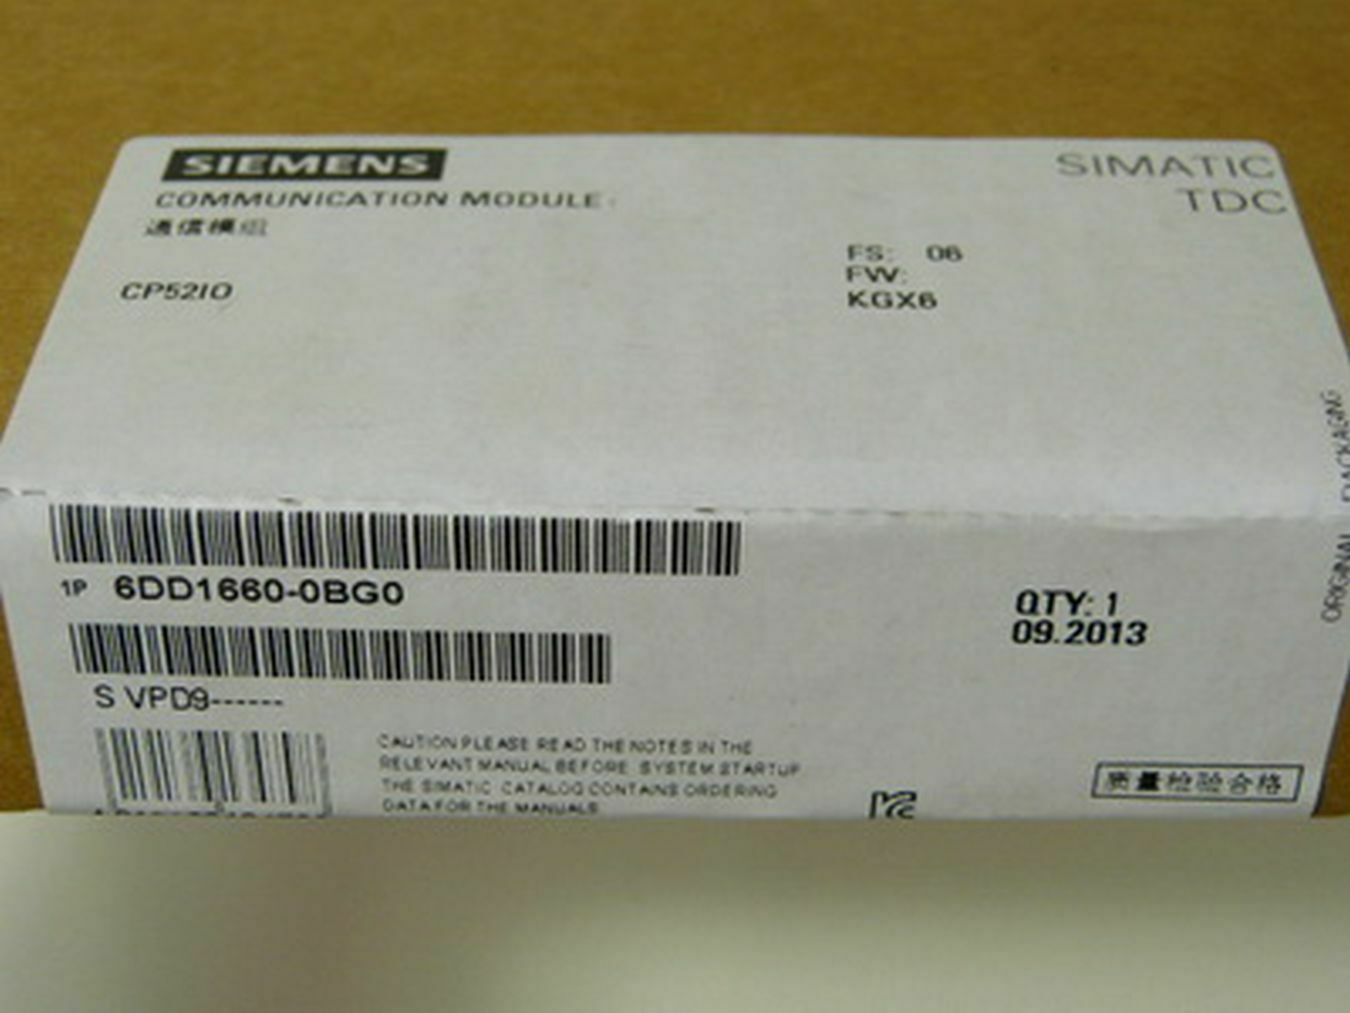 SIEMENS
SIMATIC
TDC
COMMUNICATION MODULE
通信模组
FS: 06
FW:
KGX6
CP52IO
ORIGINAL PACKAGING
1P 6DD1660-0BG0
QTY: 1
09.2013
S VPD9------
CAUTION PLEASE READ THE NOTES IN THE
RELEVANT MANUAL BEFORE SYSTEM STARTUP
THE SIMATIC CATALOG CONTAINS ORDERING
DATA FOR THE MANUALS
质量检验合格